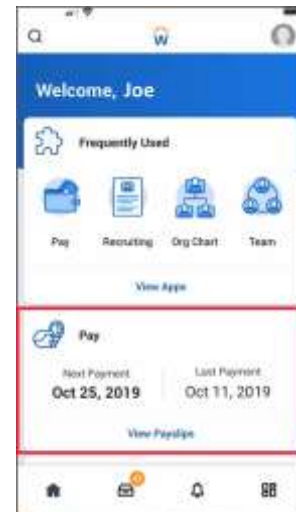 Welcome, Joe
Frequently Used
Pay Recruiting Org Chart Team
View Apps
Pay
Next Payment Last Payment
Oct 25, 2019 Oct 11, 2019
View Payslips